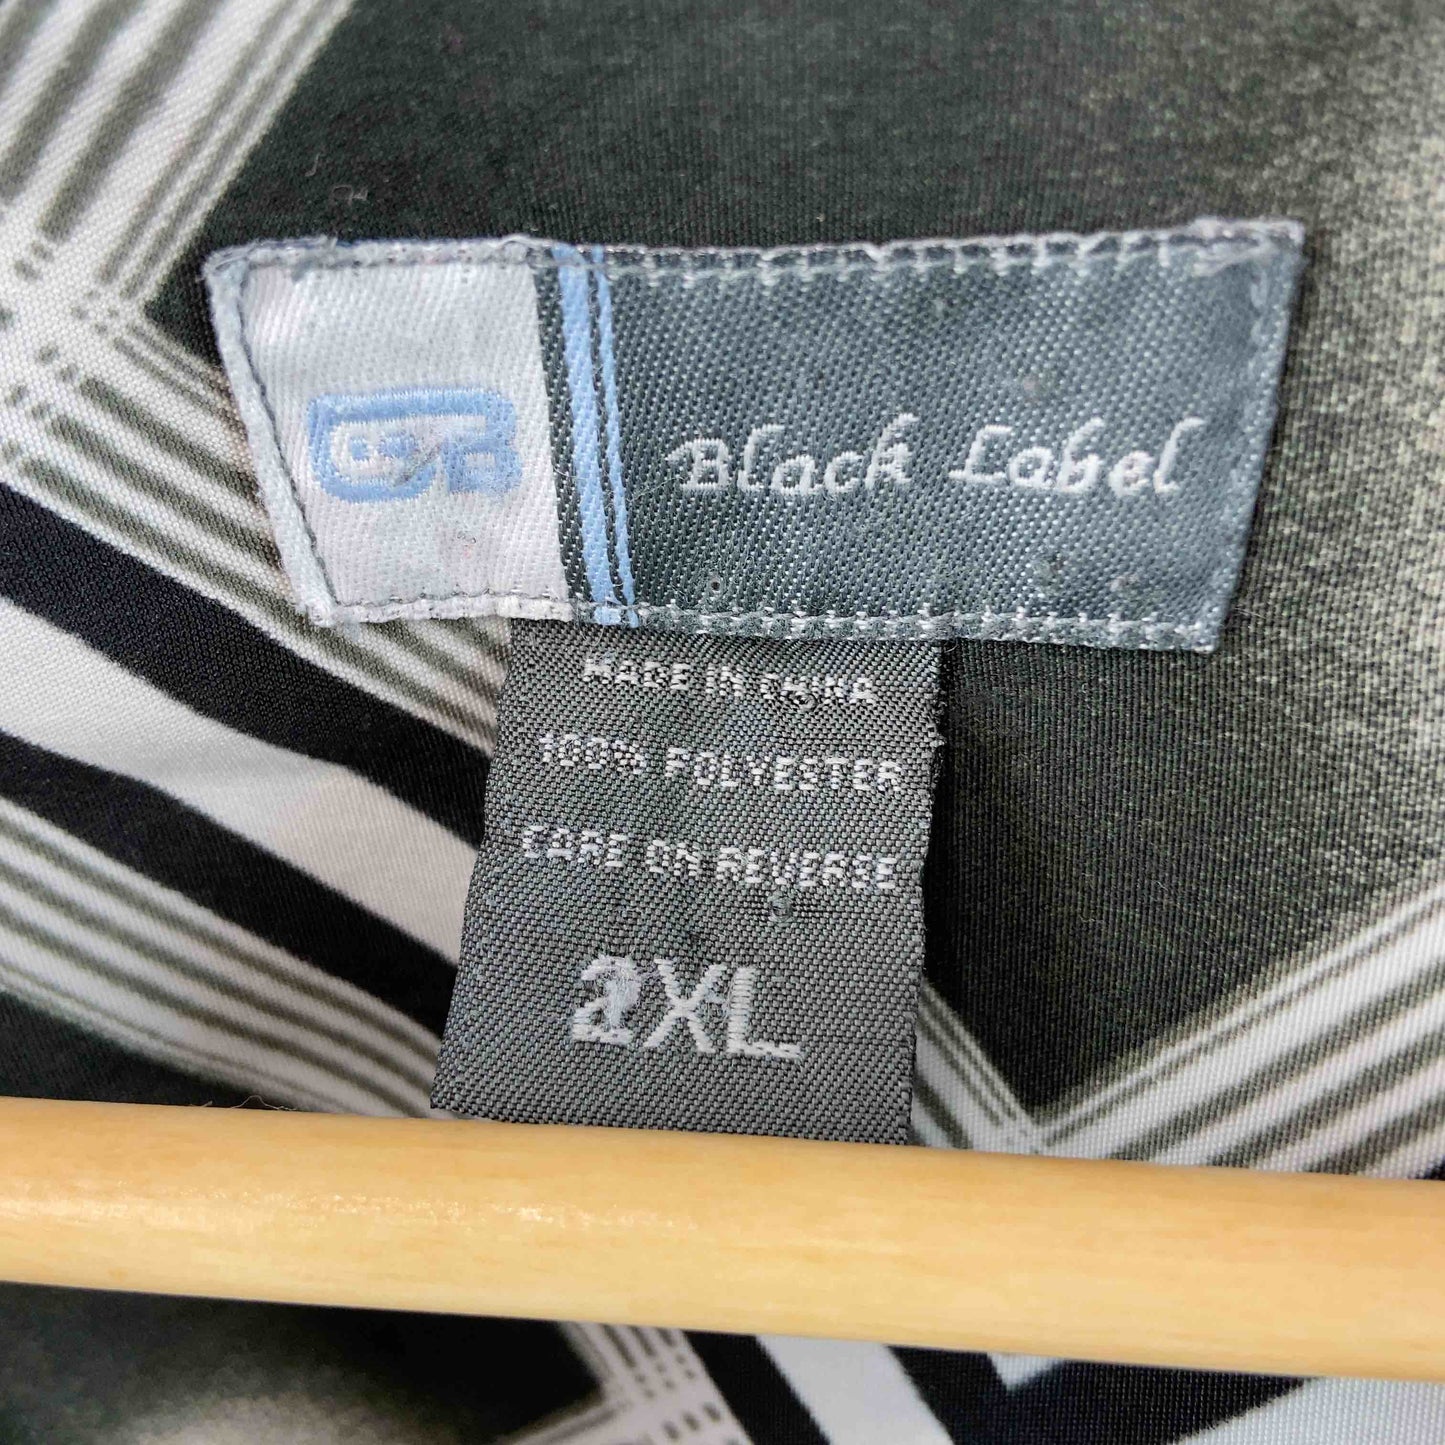 Black Label
MADE IN CHINA
100% POLYESTER
CARE ON REVERSE
2XL